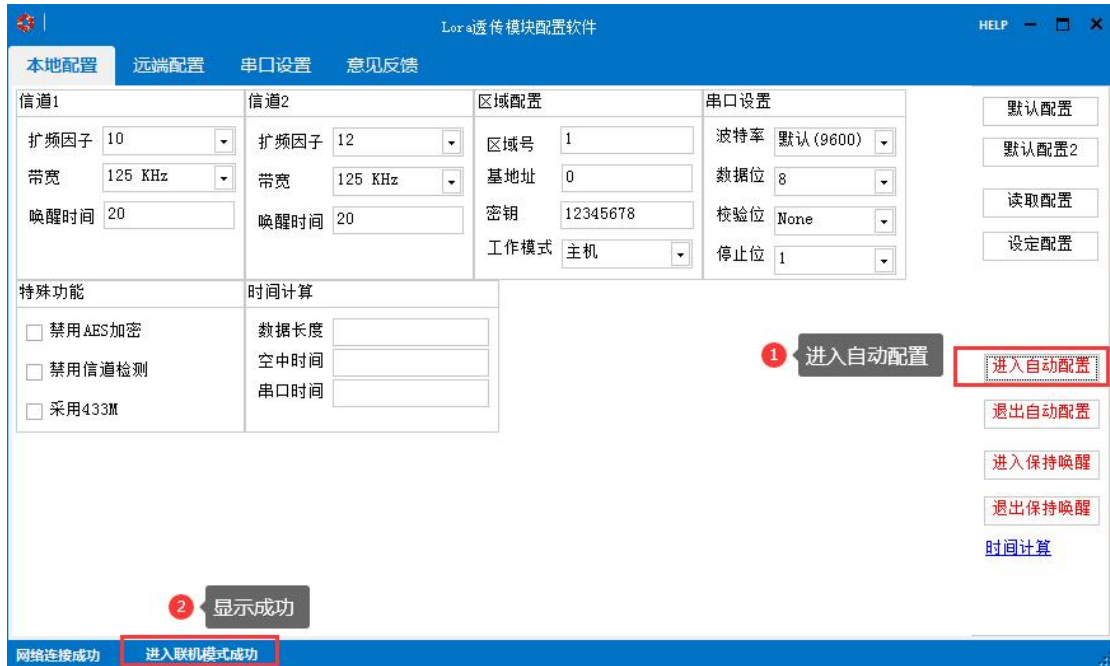 Lora透传模块配置软件
HELP
本地配置 远端配置 串口设置 意见反馈
信道1
扩频因子 10
带宽 125 KHz
唤醒时间 20
信道2
扩频因子 12
带宽 125 KHz
唤醒时间 20
区域配置
区域号 1
基地址 0
密钥 12345678
工作模式 主机
串口设置
波特率 默认(9600)
数据位 8
校验位 None
停止位 1
默认配置
默认配置2
读取配置
设定配置
特殊功能
禁用AES加密
禁用信道检测
采用433M
时间计算
数据长度
空中时间
串口时间
1 进入自动配置
进入自动配置
退出自动配置
进入保持唤醒
退出保持唤醒
时间计算
2 显示成功
网络连接成功 进入联机模式成功